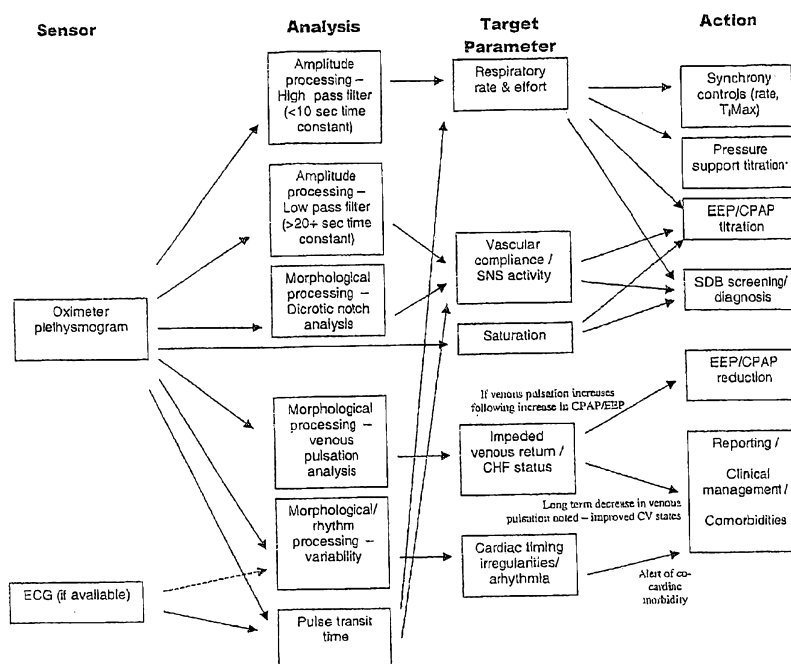 Sensor
Analysis
Target
Parameter
Action
Amplitude
processing –
High pass filter
(<10 sec time
constant)
Respiratory
rate & effort
Synchrony
controls (rate,
TiMax)
Pressure
support titration
Amplitude
processing –
Low pass filter
(>20+ sec time
constant)
EEP/CPAP
titration
Vascular
compliance /
SNS activity
Morphological
processing –
Dicrotic notch
analysis
SDB screening/
diagnosis
Oximeter
plethysmogram
Saturation
EEP/CPAP
reduction
If venous pulsation increases
following increase in CPAP/EEP
Morphological
processing –
venous
pulsation
analysis
Impeded
venous return /
CHF status
Reporting /
Clinical
management /
Comorbidities
Long term decrease in venous
pulsation noted – improved CV states
Morphological/
rhythm
processing –
variability
Cardiac timing
irregularities/
arhythmia
Alert of co-
cardiac
morbidity
ECG (if available)
Pulse transit
time